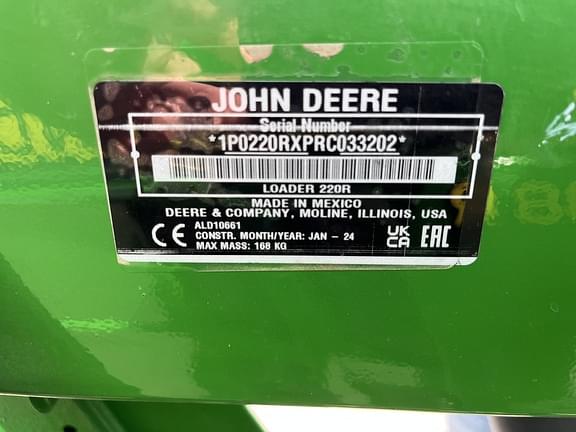 JOHN DEERE
Serial Number
*1P0220RXPRC033202*
LOADER 220R
MADE IN MEXICO
DEERE & COMPANY, MOLINE, ILLINOIS, USA
ALD10661
CE CONSTR. MONTH/YEAR: JAN - 24 UK CA EAC
MAX MASS: 168 KG